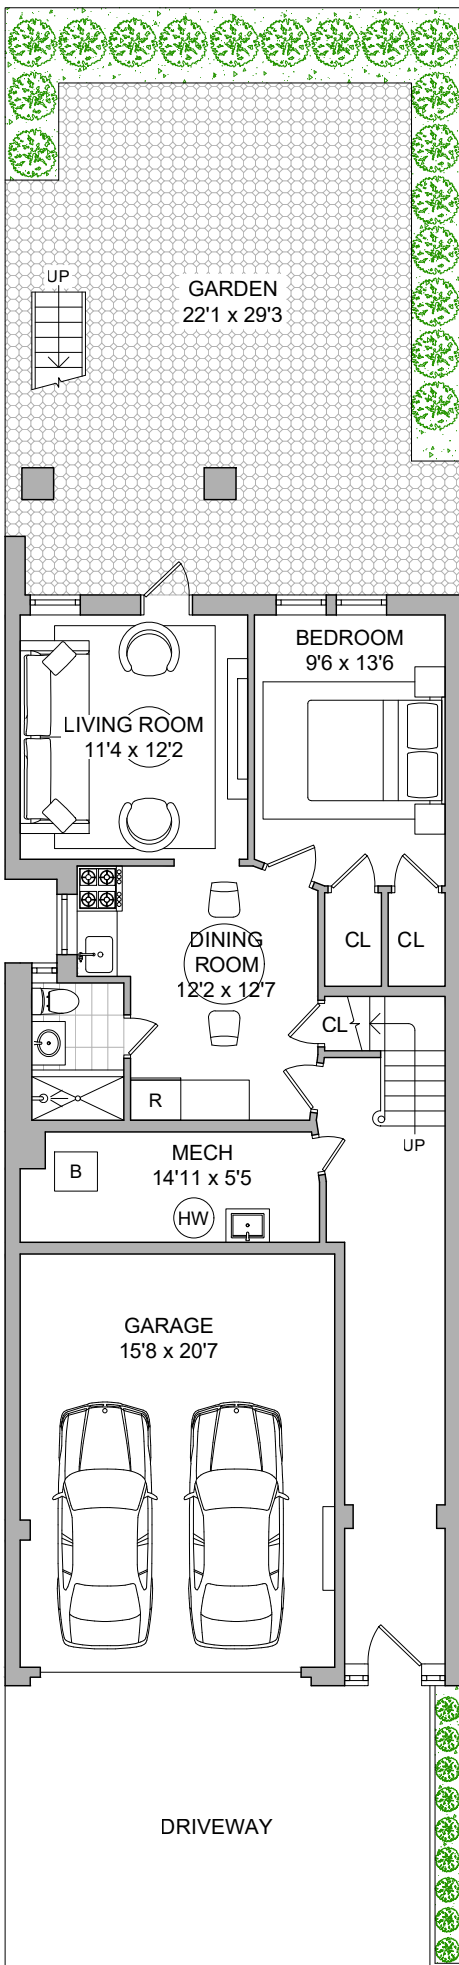 UP
GARDEN
22'1 x 29'3
BEDROOM
9'6 x 13'6
LIVING ROOM
11'4 x 12'2
DINING
ROOM
12'2 x 12'7
CL
CL
CL
UP
R
MECH
14'11 x 5'5
B
HW
GARAGE
15'8 x 20'7
DRIVEWAY